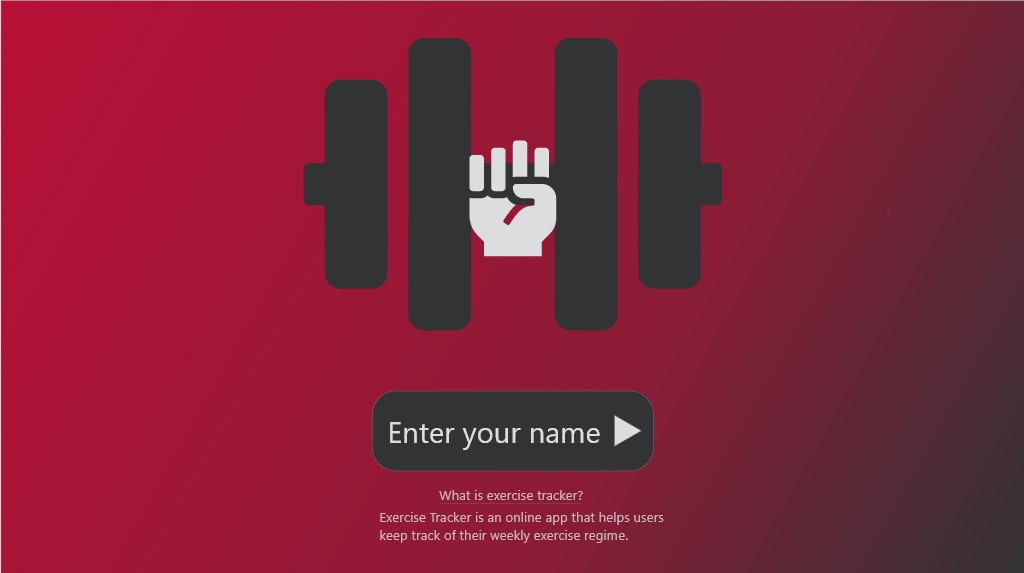 Enter your name
What is exercise tracker?
Exercise Tracker is an online app that helps users
keep track of their weekly exercise regime.